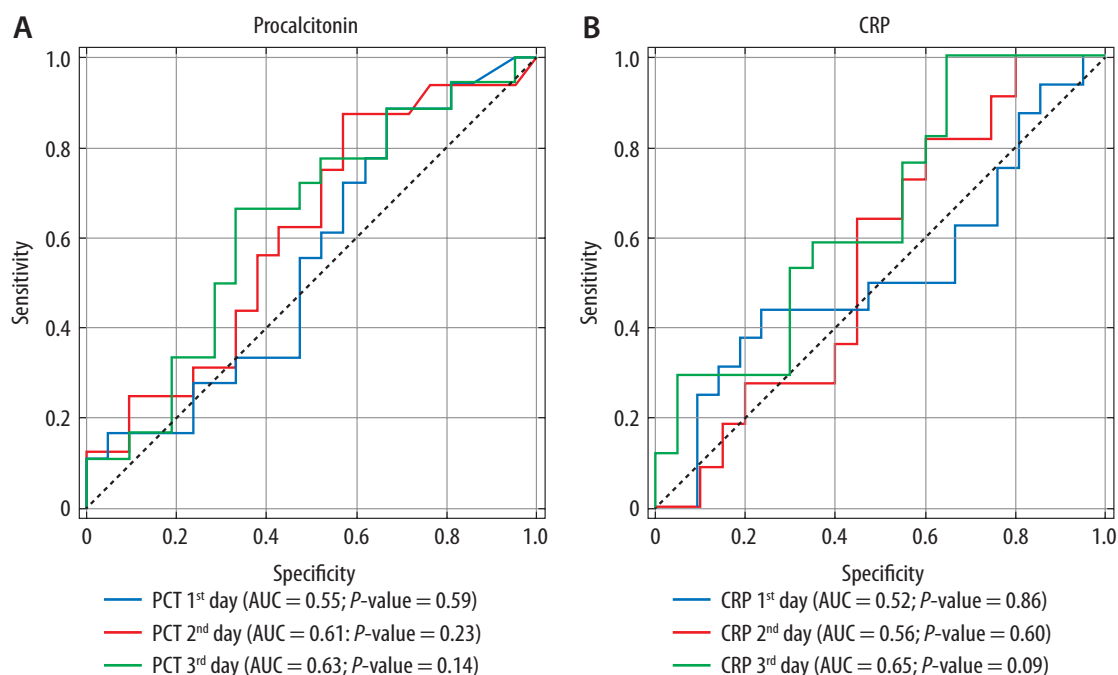 A
Procalcitonin
1.0
0.8
0.6
0.4
0.2
0
Sensitivity
0 0.2 0.4 0.6 0.8 1.0
Specificity
PCT 1st day (AUC = 0.55; P-value = 0.59)
PCT 2nd day (AUC = 0.61: P-value = 0.23)
PCT 3rd day (AUC = 0.63; P-value = 0.14)
B
CRP
1.0
0.8
0.6
0.4
0.2
0
Sensitivity
0 0.2 0.4 0.6 0.8 1.0
Specificity
CRP 1st day (AUC = 0.52; P-value = 0.86)
CRP 2nd day (AUC = 0.56; P-value = 0.60)
CRP 3rd day (AUC = 0.65; P-value = 0.09)